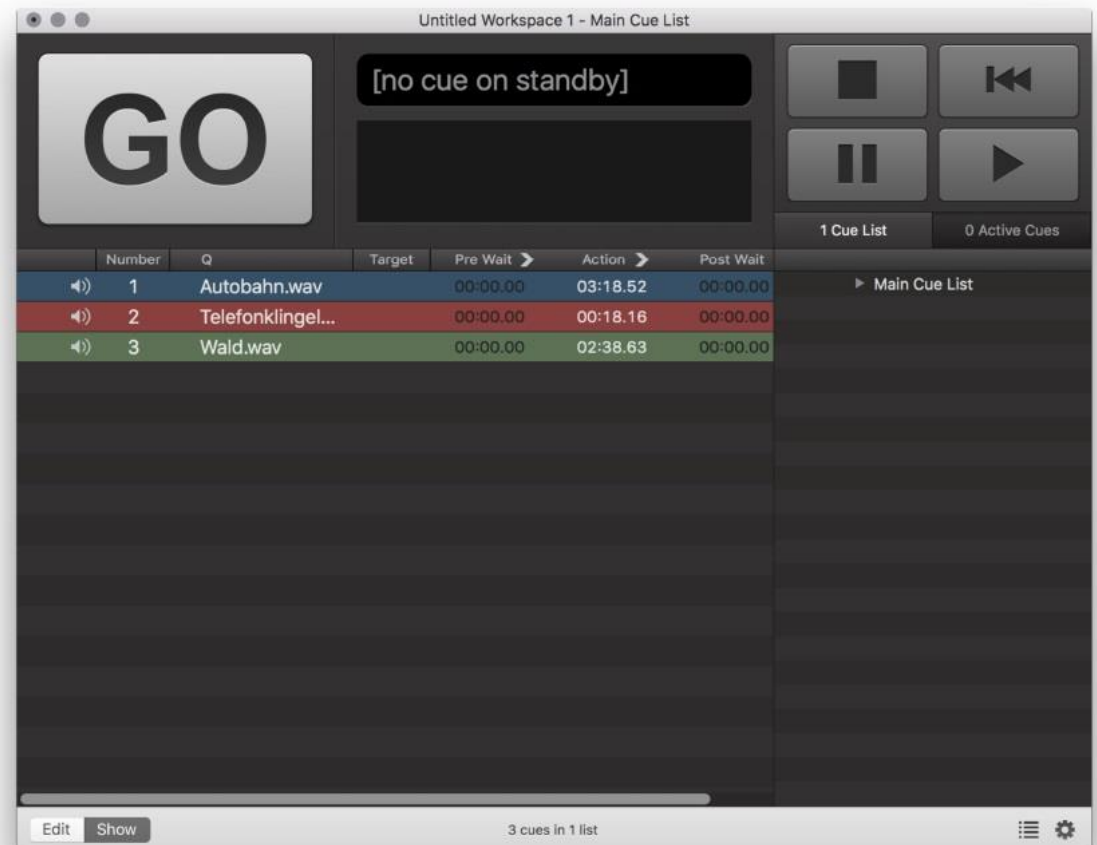 Untitled Workspace 1 - Main Cue List
GO
[no cue on standby]
1 Cue List 0 Active Cues
Number Q Target Pre Wait Action Post Wait
Main Cue List
1 Autobahn.wav 00:00.00 03:18.52 00:00.00
2 Telefonklingel... 00:00.00 00:18.16 00:00.00
3 Wald.wav 00:00.00 02:38.63 00:00.00
Edit Show 3 cues in 1 list